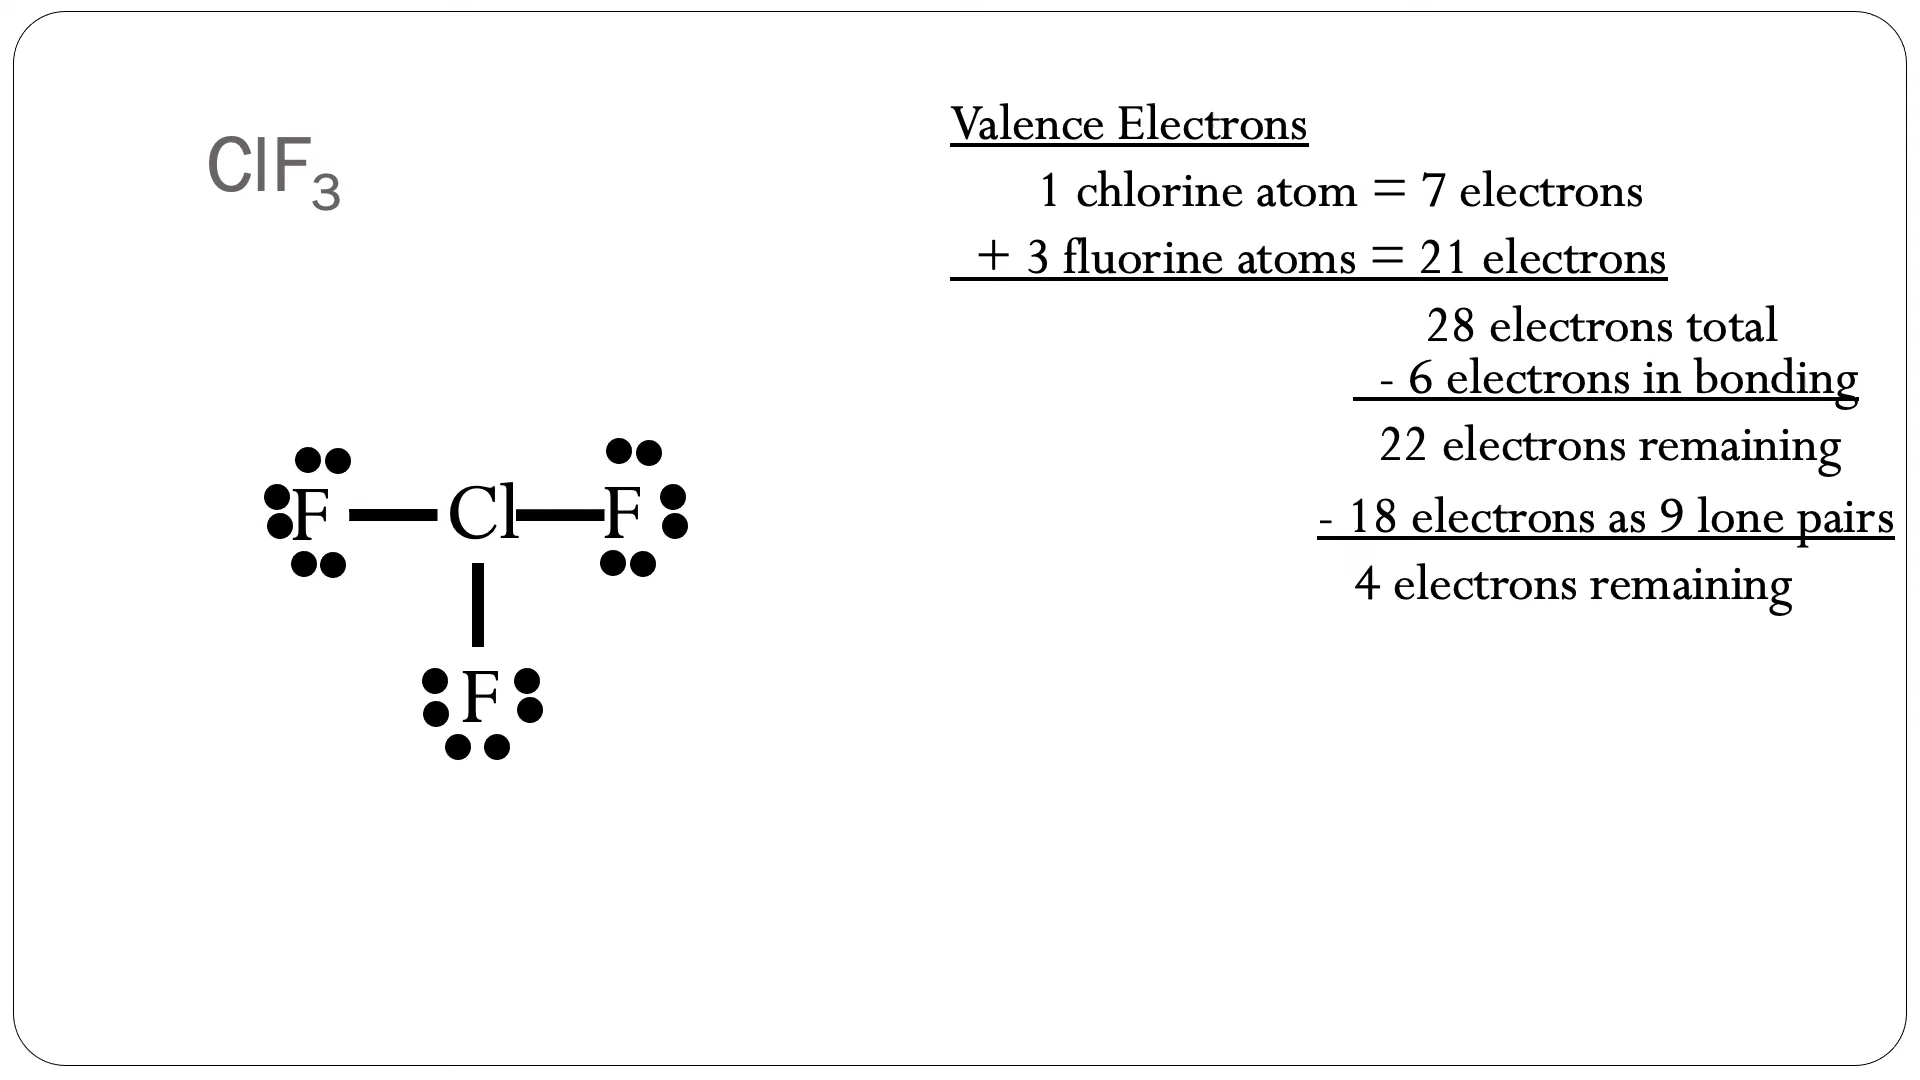 ClF₃
Valence Electrons
1 chlorine atom = 7 electrons
+ 3 fluorine atoms = 21 electrons
28 electrons total
- 6 electrons in bonding
22 electrons remaining
- 18 electrons as 9 lone pairs
4 electrons remaining
F Cl F
F